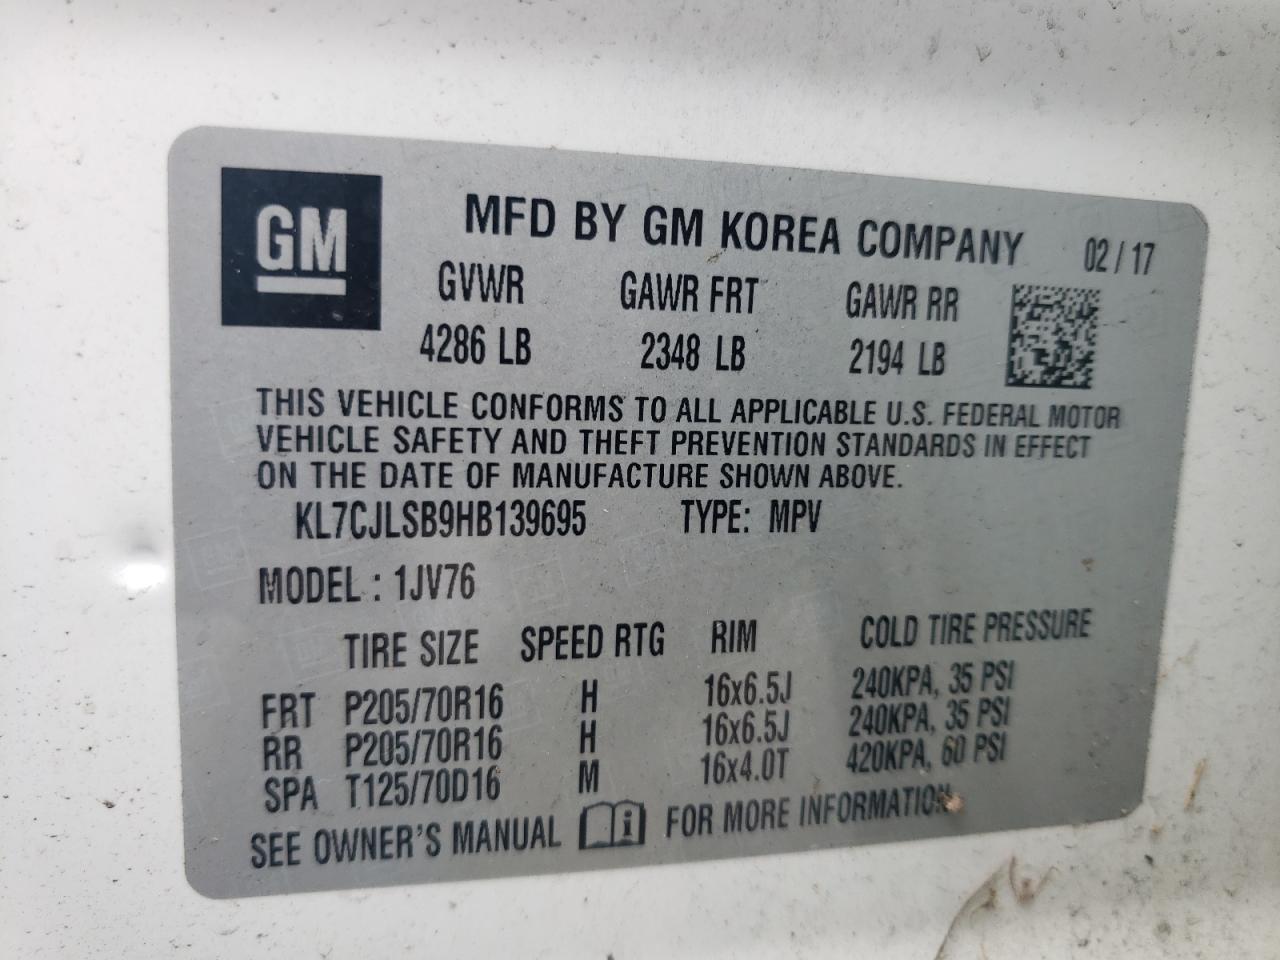 GM
MFD BY GM KOREA COMPANY 02/17
GVWR GAWR FRT GAWR RR
4286 LB 2348 LB 2194 LB
THIS VEHICLE CONFORMS TO ALL APPLICABLE U.S. FEDERAL MOTOR
VEHICLE SAFETY AND THEFT PREVENTION STANDARDS IN EFFECT
ON THE DATE OF MANUFACTURE SHOWN ABOVE.
KL7CJLSB9HB139695 TYPE: MPV
MODEL : 1JV76
TIRE SIZE SPEED RTG RIM COLD TIRE PRESSURE
FRT P205/70R16 H 16x6.5J 240KPA, 35 PSI
RR P205/70R16 H 16x6.5J 240KPA, 35 PSI
SPA T125/70D16 M 16x4.0T 420KPA, 60 PSI
SEE OWNER'S MANUAL i FOR MORE INFORMATION.